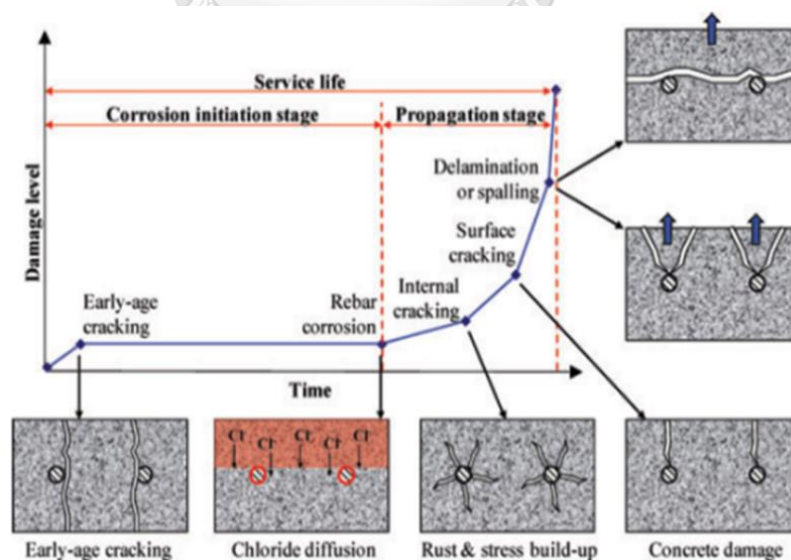 Service life
Corrosion initiation stage
Propagation stage
Damage level
Delamination
or spalling
Surface
cracking
Internal
cracking
Early-age
cracking
Rebar
corrosion
Time
Cl⁻ Cl⁻ Cl⁻ Cl⁻ Cl⁻
Early-age cracking
Chloride diffusion
Rust & stress build-up
Concrete damage